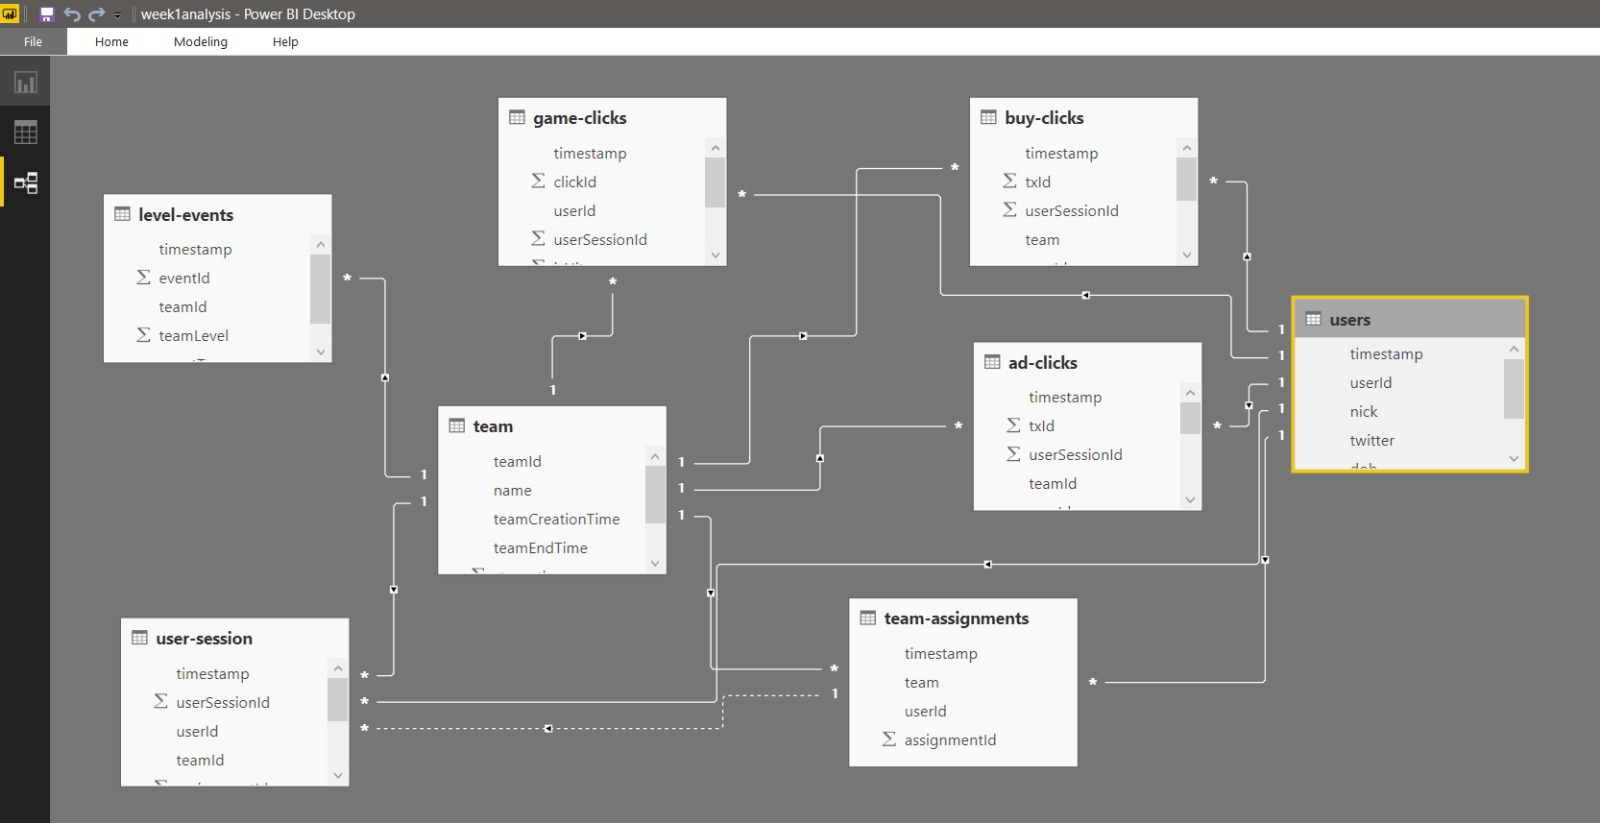 week1analysis - Power BI Desktop
File Home Modeling Help
game-clicks
timestamp
Σ clickId
userId
Σ userSessionId
*
*
1
buy-clicks
timestamp
Σ txId
Σ userSessionId
team
*
*
level-events
timestamp
Σ eventId
teamId
Σ teamLevel
*
users
timestamp
userId
nick
twitter
1
1
1
1
1
ad-clicks
timestamp
Σ txId
Σ userSessionId
teamId
*
*
team
teamId
name
teamCreationTime
teamEndTime
1
1
1
1
1
user-session
timestamp
Σ userSessionId
userId
teamId
*
*
*
team-assignments
timestamp
team
userId
Σ assignmentId
*
1
*